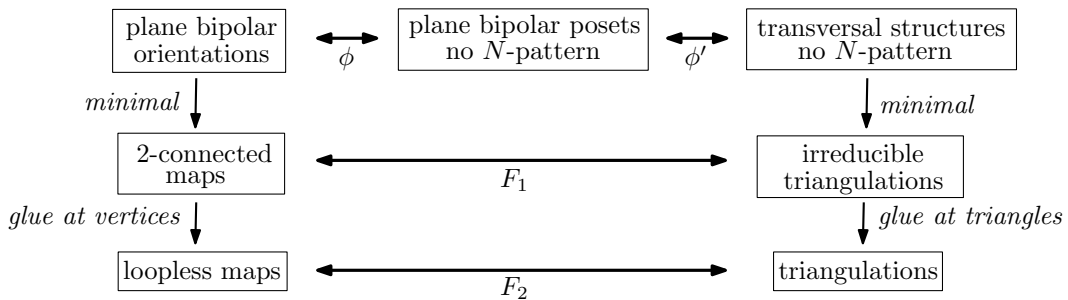 plane bipolar
orientations
ϕ
plane bipolar posets
no N-pattern
ϕ′
transversal structures
no N-pattern
minimal
minimal
2-connected
maps
F₁
irreducible
triangulations
glue at vertices
glue at triangles
loopless maps
F₂
triangulations